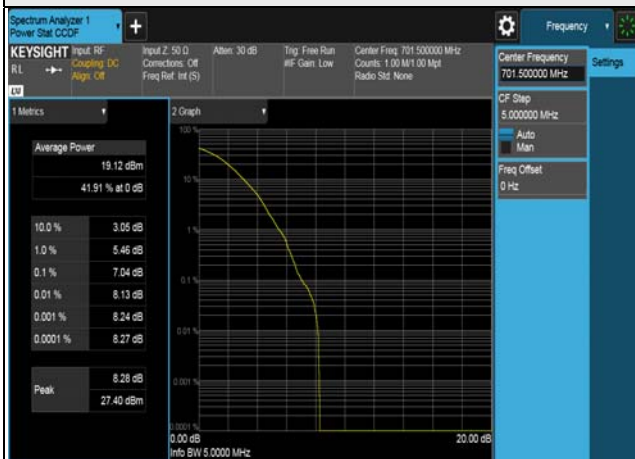 Spectrum Analyzer 1
Power Stat CCDF
Frequency
KEYSIGHT
RL
Input: RF
Coupling: DC
Align: Off
Input Z: 50 Ω
Corrections: Off
Freq Ref: Int (S)
Atten: 30 dB
Trig: Free Run
#IF Gain: Low
Center Freq: 701.500000 MHz
Counts: 1.00 M/1.00 Mpt
Radio Std: None
Center Frequency
701.500000 MHz
Settings
CF Step
5.000000 MHz
Auto
Man
Freq Offset
0 Hz
1 Metrics
Average Power
19.12 dBm
41.91 % at 0 dB
10.0 % 3.05 dB
1.0 % 5.46 dB
0.1 % 7.04 dB
0.01 % 8.13 dB
0.001 % 8.24 dB
0.0001 % 8.27 dB
Peak
8.28 dB
27.40 dBm
2 Graph
100 %
10 %
1 %
0.1 %
0.01 %
0.001 %
0.0001 %
0.00 dB
20.00 dB
Info BW 5.0000 MHz